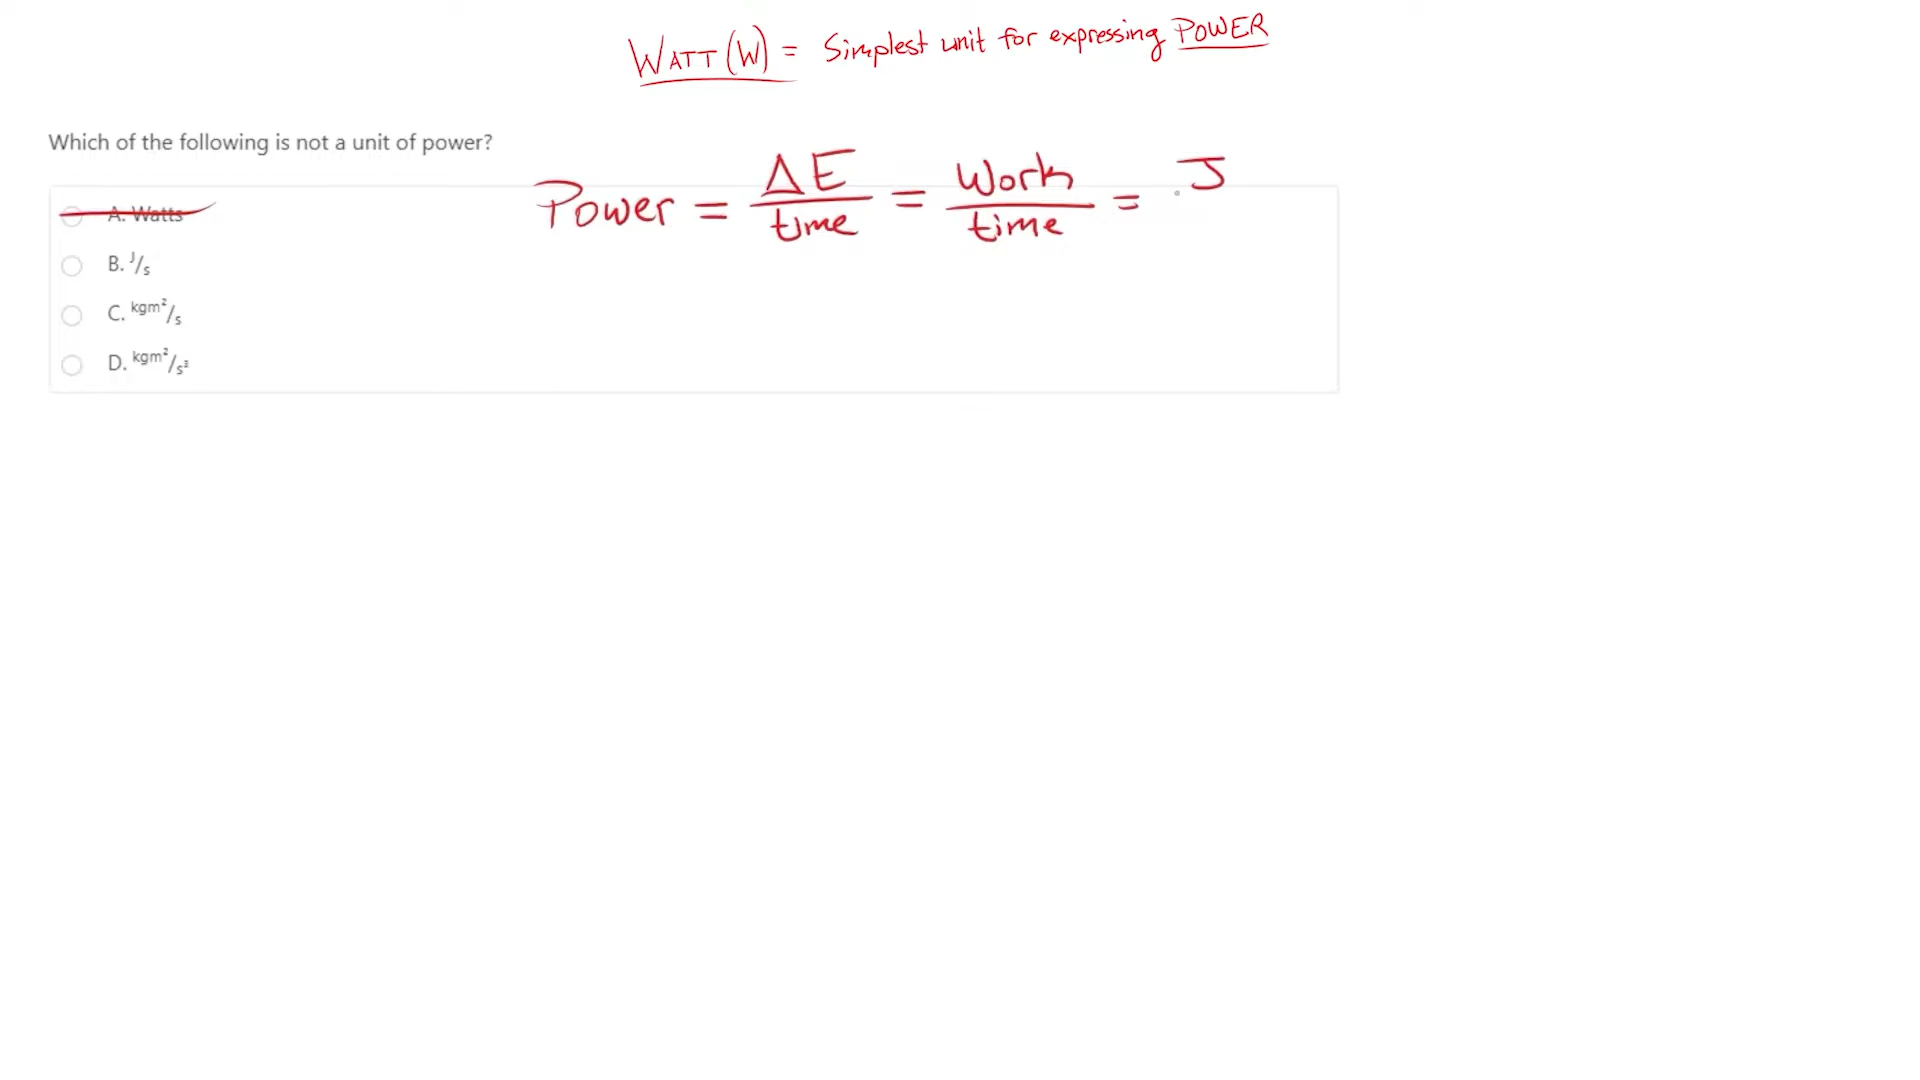 WATT (W) = Simplest unit for expressing POWER
Which of the following is not a unit of power?
Power = ΔE/time = Work/time = J
A. Watts
B. J/s
C. kgm²/s
D. kgm²/s³